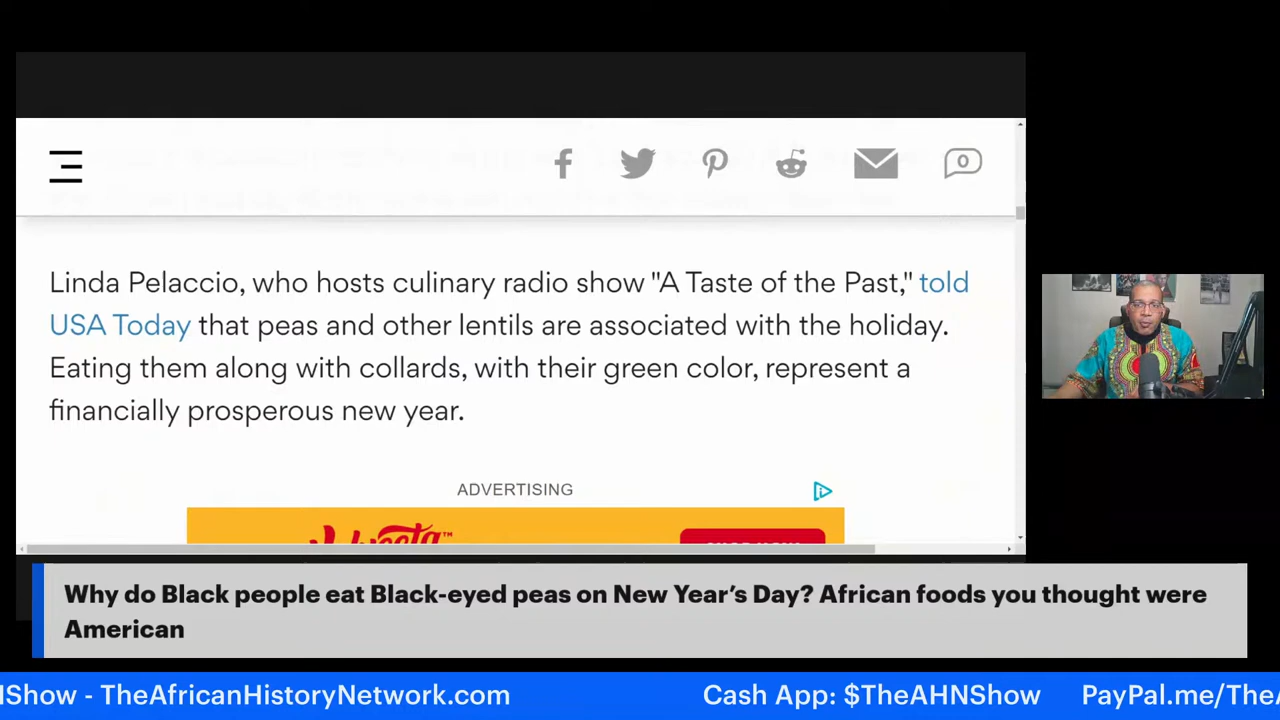 0
Linda Pelaccio, who hosts culinary radio show "A Taste of the Past," told
USA Today that peas and other lentils are associated with the holiday.
Eating them along with collards, with their green color, represent a
financially prosperous new year.
ADVERTISING
Why do Black people eat Black-eyed peas on New Year's Day? African foods you thought were
American
Show - TheAfricanHistoryNetwork.com Cash App: $TheAHNShow PayPal.me/The